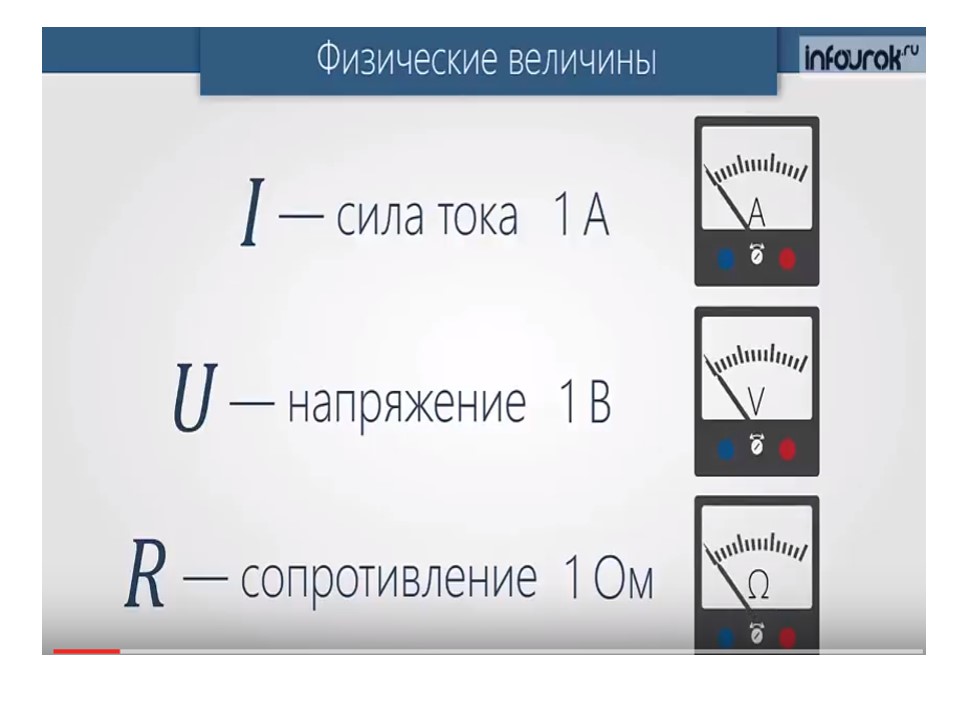 Физические величины
infourok.ru
I — сила тока 1 А
A
U — напряжение 1 В
V
R — сопротивление 1 Ом
Ω